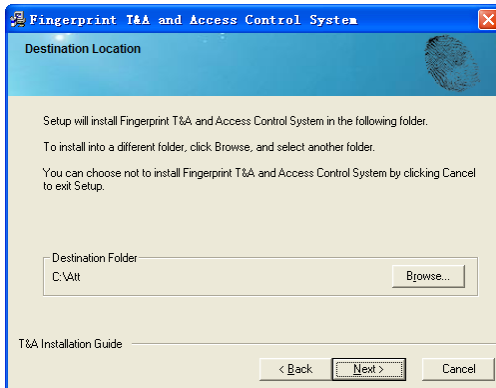 Fingerprint T&A and Access Control System
Destination Location
Setup will install Fingerprint T&A and Access Control System in the following folder.
To install into a different folder, click Browse, and select another folder.
You can choose not to install Fingerprint T&A and Access Control System by clicking Cancel
to exit Setup.
Destination Folder
C:\Att
Browse...
T&A Installation Guide
< Back
Next >
Cancel